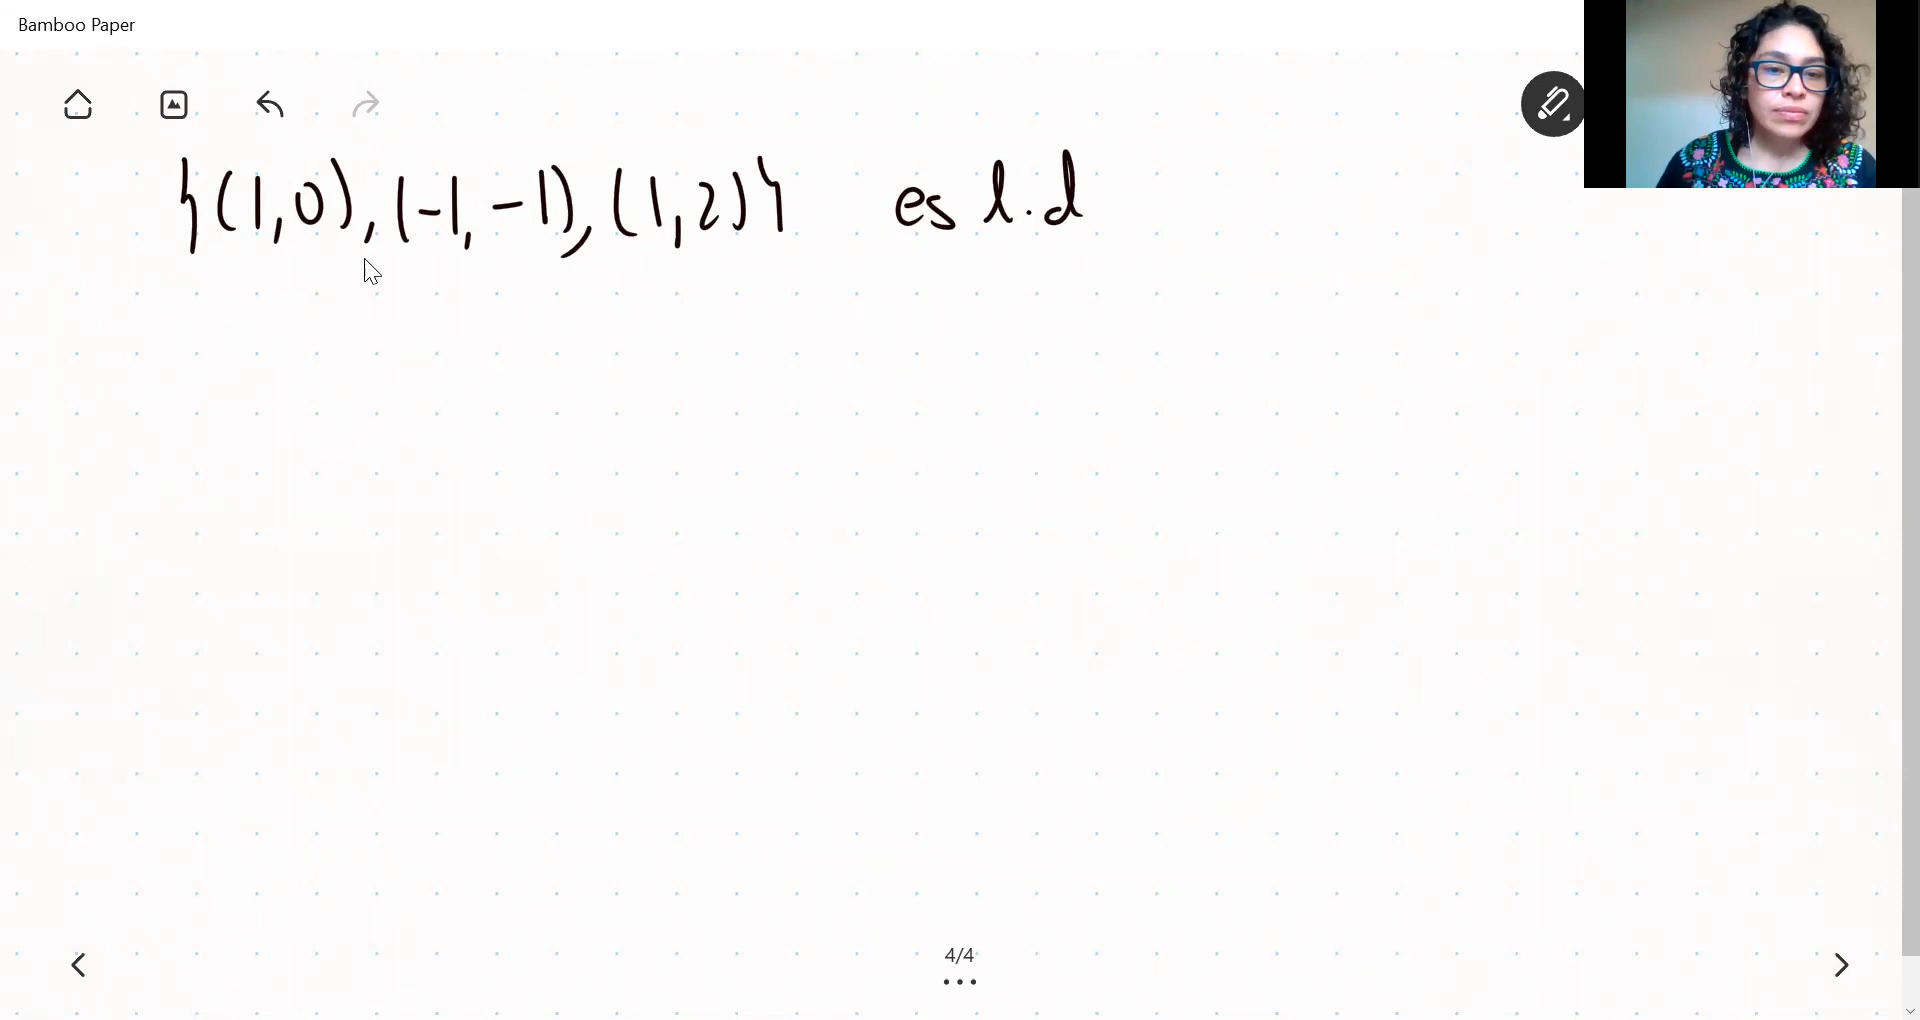 Bamboo Paper
{(1,0),(-1,-1),(1,2)} es l.d
4/4